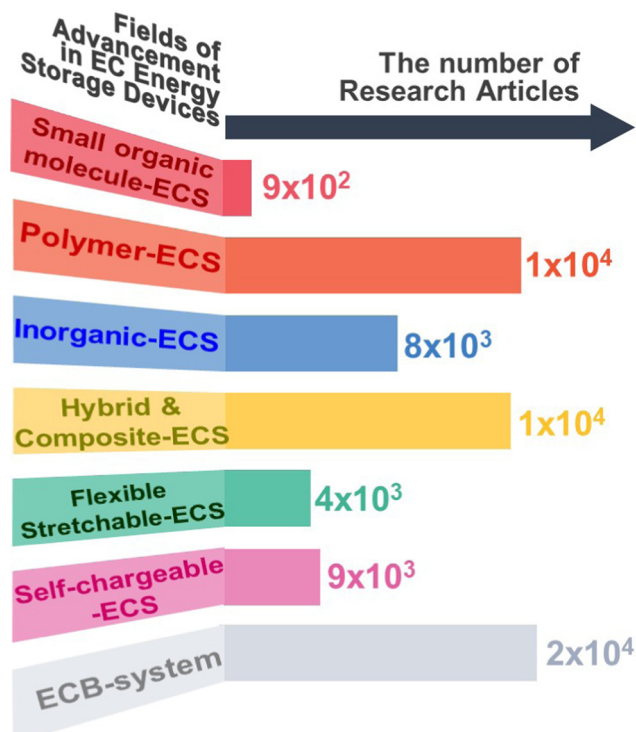 Fields of
Advancement
in EC Energy
Storage Devices
The number of
Research Articles
Small organic
molecule-ECS
9x10²
Polymer-ECS
1x10⁴
Inorganic-ECS
8x10³
Hybrid &
Composite-ECS
1x10⁴
Flexible
Stretchable-ECS
4x10³
Self-chargeable
-ECS
9x10³
ECB-system
2x10⁴